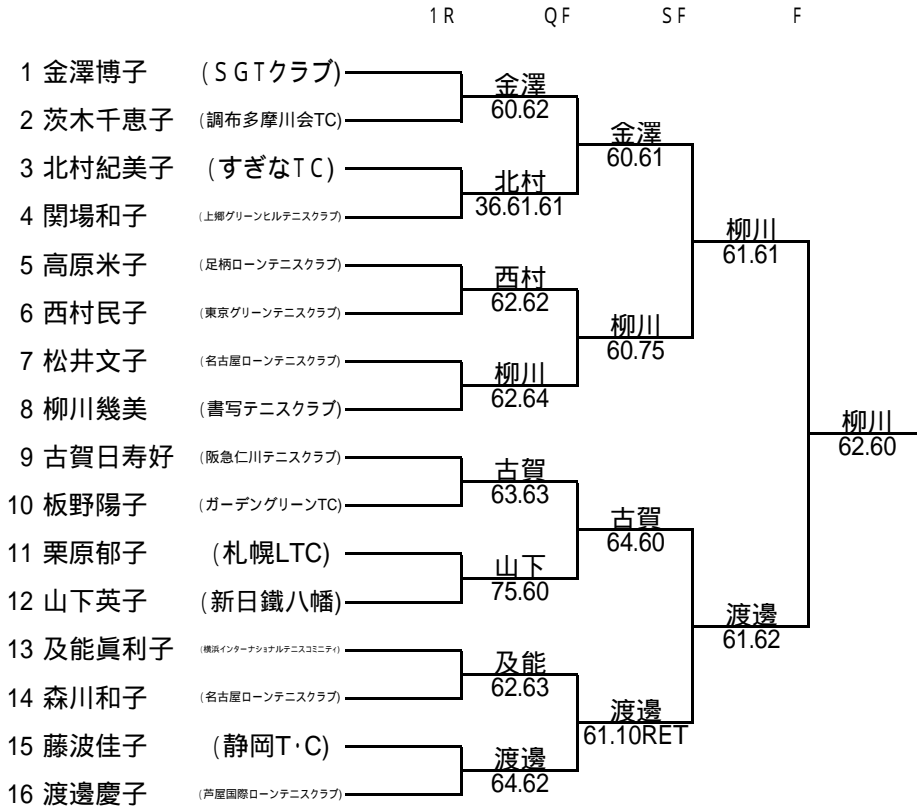 1R QF SF F
1 金澤博子 (SGTクラブ)
金澤
60.62
2 茨木千恵子 (調布多摩川会TC)
金澤
60.61
3 北村紀美子 (すぎなTC)
北村
36.61.61
4 関場和子 (上郷グリーンヒルテニスクラブ)
柳川
61.61
5 高原米子 (足柄ローンテニスクラブ)
西村
62.62
6 西村民子 (東京グリーンテニスクラブ)
柳川
60.75
7 松井文子 (名古屋ローンテニスクラブ)
柳川
62.64
8 柳川幾美 (書写テニスクラブ)
柳川
62.60
9 古賀日寿好 (阪急仁川テニスクラブ)
古賀
63.63
10 板野陽子 (ガーデングリーンTC)
古賀
64.60
11 栗原郁子 (札幌LTC)
山下
75.60
12 山下英子 (新日鐵八幡)
渡邊
61.62
13 及能眞利子 (横浜インターナショナルテニスコミニティ)
及能
62.63
14 森川和子 (名古屋ローンテニスクラブ)
渡邊
61.10RET
15 藤波佳子 (静岡T・C)
渡邊
64.62
16 渡邊慶子 (芦屋国際ローンテニスクラブ)